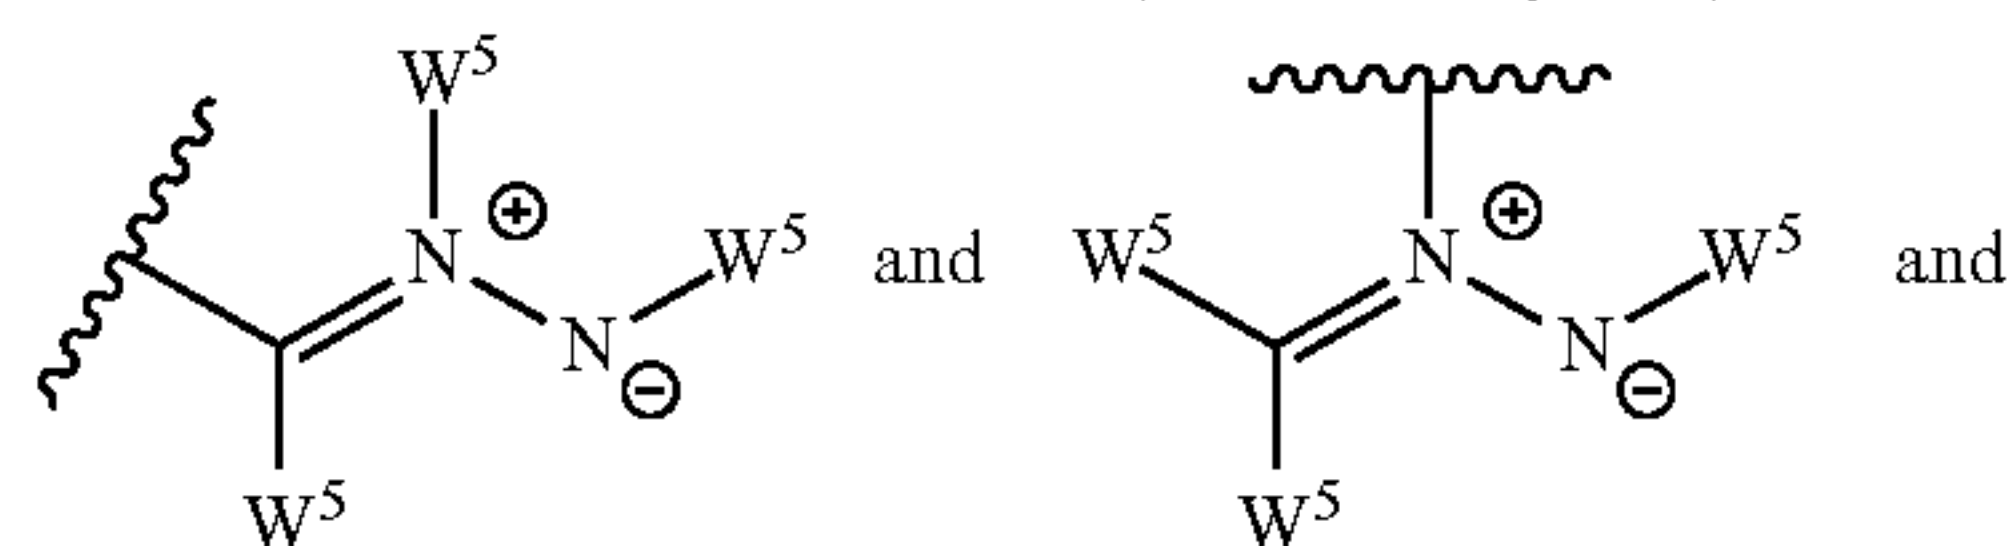 W⁵
N⊕ W⁵ and W⁵ N⊕ W⁵ and
N⊖ N⊖
W⁵ W⁵